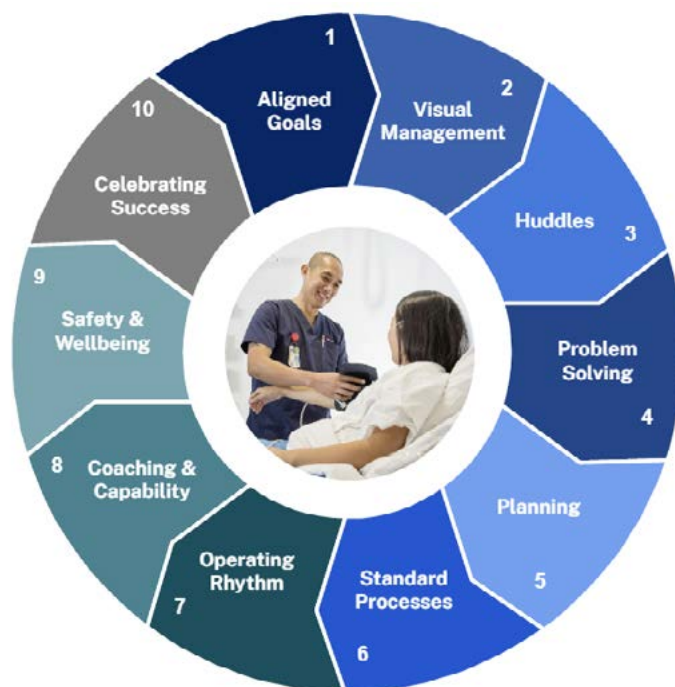 1
Aligned
Goals
2
Visual
Management
Huddles
3
Problem
Solving
4
Planning
5
Standard
Processes
6
Operating
Rhythm
7
8
Coaching &
Capability
9
Safety &
Wellbeing
10
Celebrating
Success